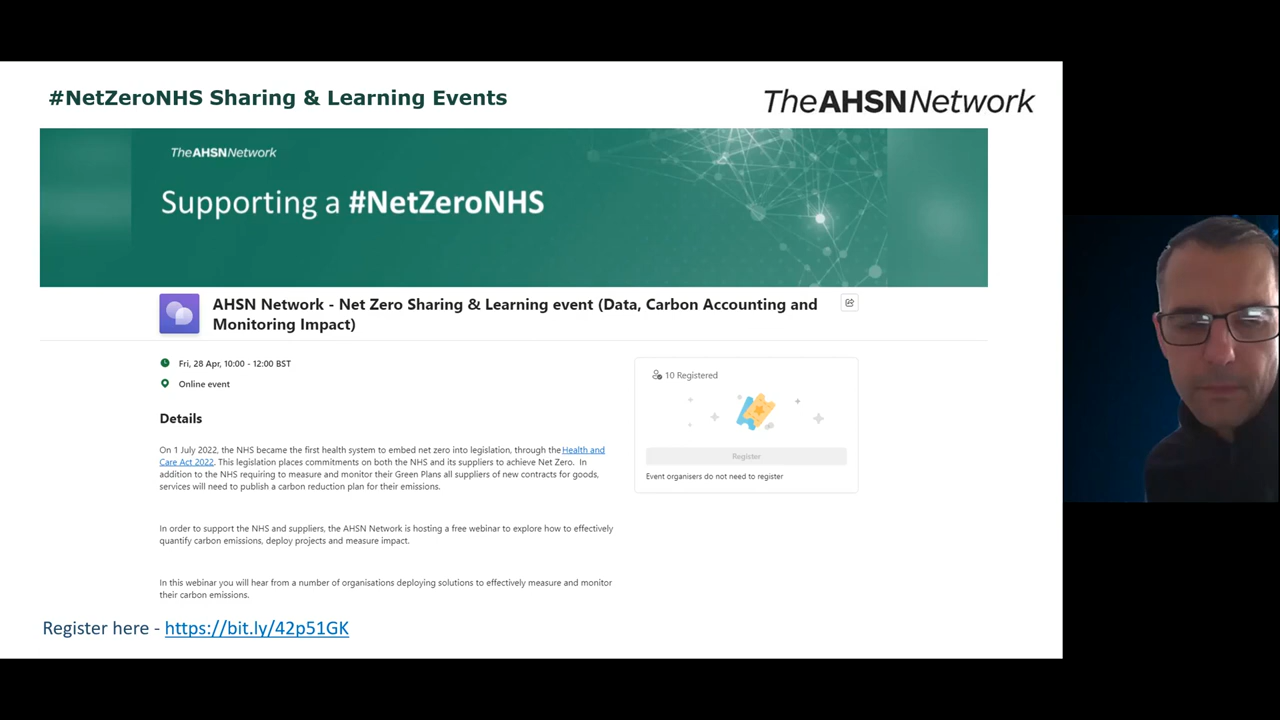 #NetZeroNHS Sharing & Learning Events
TheAHSNNetwork
TheAHSNNetwork
Supporting a #NetZeroNHS
AHSN Network - Net Zero Sharing & Learning event (Data, Carbon Accounting and
Monitoring Impact)
Fri, 28 Apr, 10:00 - 12:00 BST
Online event
10 Registered
Register
Event organisers do not need to register
Details
On 1 July 2022, the NHS became the first health system to embed net zero into legislation, through the Health and
Care Act 2022. This legislation places commitments on both the NHS and its suppliers to achieve Net Zero. In
addition to the NHS requiring to measure and monitor their Green Plans all suppliers of new contracts for goods,
services will need to publish a carbon reduction plan for their emissions.
In order to support the NHS and suppliers, the AHSN Network is hosting a free webinar to explore how to effectively
quantify carbon emissions, deploy projects and measure impact.
In this webinar you will hear from a number of organisations deploying solutions to effectively measure and monitor
their carbon emissions.
Register here - https://bit.ly/42p51GK